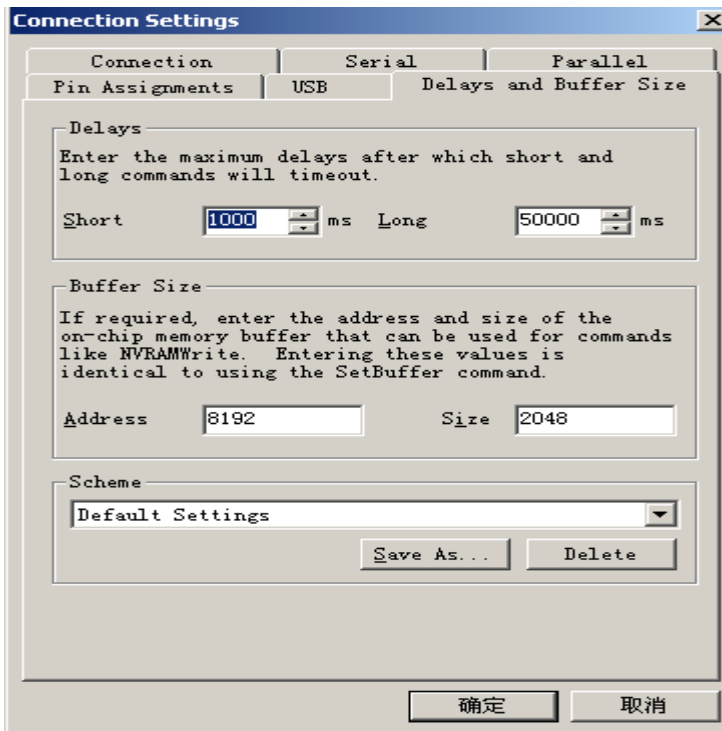 Connection Settings
Connection Serial Parallel
Pin Assignments USB Delays and Buffer Size
Delays
Enter the maximum delays after which short and
long commands will timeout.
Short 1000 ms Long 50000 ms
Buffer Size
If required, enter the address and size of the
on-chip memory buffer that can be used for commands
like NVRAMWrite. Entering these values is
identical to using the SetBuffer command.
Address 8192 Size 2048
Scheme
Default Settings
Save As... Delete
确定 取消